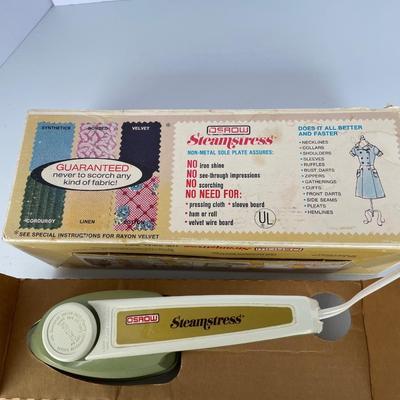 OSROW
Steamstress®
NON-METAL SOLE PLATE ASSURES:
NO iron shine
NO see-through impressions
NO scorching
NO NEED FOR:
• pressing cloth • sleeve board
• ham or roll
• velvet wire board
UL
DOES IT ALL BETTER
AND FASTER
• NECKLINES
• COLLARS
• SHOULDERS
• SLEEVES
• RUFFLES
• BUST DARTS
• ZIPPERS
• GATHERINGS
• CUFFS
• FRONT DARTS
• SIDE SEAMS
• PLEATS
• HEMLINES
SYNTHETICS BONDED VELVET
GUARANTEED
never to scorch any
kind of fabric!
CORDUROY LINEN
*SEE SPECIAL INSTRUCTIONS FOR RAYON VELVET
OSROW Steamstress®